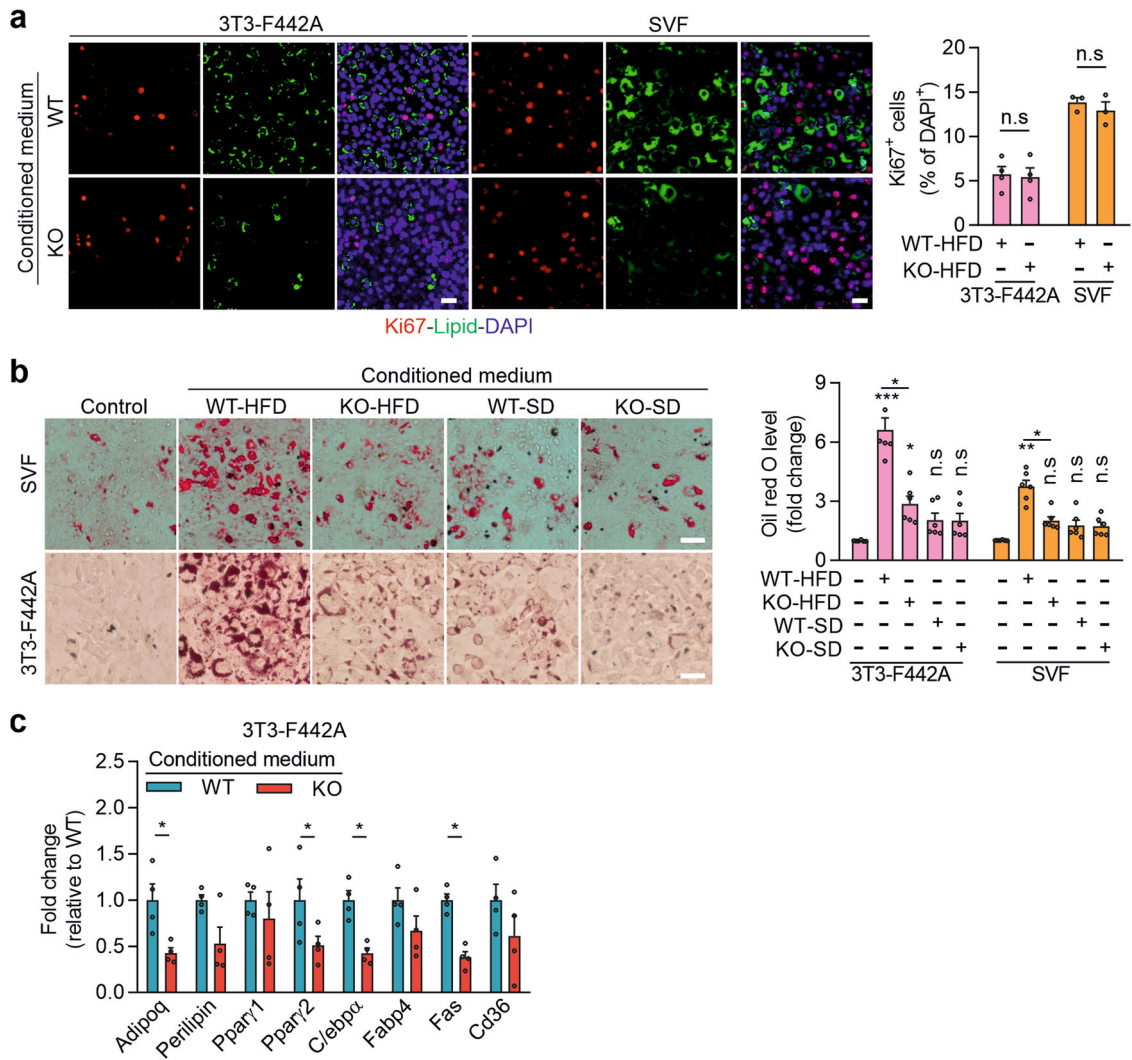 a
3T3-F442A
SVF
Conditioned medium
WT
KO
Ki67-Lipid-DAPI
Ki67+ cells
(% of DAPI+)
20
15
10
5
0
n.s
n.s
WT-HFD + − + −
KO-HFD − + − +
3T3-F442A
SVF
b
Conditioned medium
Control
WT-HFD
KO-HFD
WT-SD
KO-SD
SVF
3T3-F442A
Oil red O level
(fold change)
9
6
3
0
*
***
*
n.s
n.s
*
**
n.s
n.s
n.s
WT-HFD − + − − − − + − − −
KO-HFD − − + − − − − + − −
WT-SD − − − + − − − − + −
KO-SD − − − − + − − − − +
3T3-F442A
SVF
c
3T3-F442A
Conditioned medium
WT
KO
Fold change
(relative to WT)
2.5
2.0
1.5
1.0
0.5
0.0
*
*
*
*
Adipoq
Perilipin
Pparγ1
Pparγ2
C/ebpα
Fabp4
Fas
Cd36